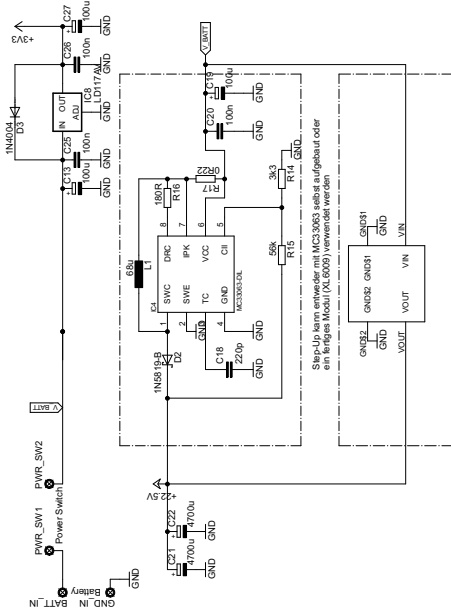 BATT_IN
GND_IN
Battery
GND
PWR_SW1
PWR_SW2
Power Switch
V_BATT
C13
100u
GND
C25
100n
GND
1N4004
D3
IN
OUT
ADJ
IC8
LD117AV
GND
C26
100n
GND
C27
100u
GND
+3V3
+22.5V
C21
4700u
GND
C22
4700u
GND
1N5819-B
D2
68u
L1
IC4
1
2
3
4
SWC
SWE
TC
GND
DRC
IPK
VCC
CII
8
7
6
5
MC33063-DIL
GND
C18
220p
GND
GND
180R
R16
0R22
R17
56k
R15
3k3
R14
GND
V_BATT
C20
100n
GND
C19
100u
GND
Step-Up kann entweder mit MC33063 selbst aufgebaut oder
ein fertiges Modul (XL6009) verwendet werden
GND
GND$2
GND$2
GND$1
GND$1
GND
VOUT
VOUT
VIN
VIN